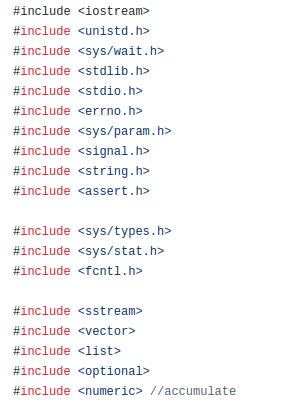 #include <iostream>
#include <unistd.h>
#include <sys/wait.h>
#include <stdlib.h>
#include <stdio.h>
#include <errno.h>
#include <sys/param.h>
#include <signal.h>
#include <string.h>
#include <assert.h>
#include <sys/types.h>
#include <sys/stat.h>
#include <fcntl.h>
#include <sstream>
#include <vector>
#include <list>
#include <optional>
#include <numeric> //accumulate